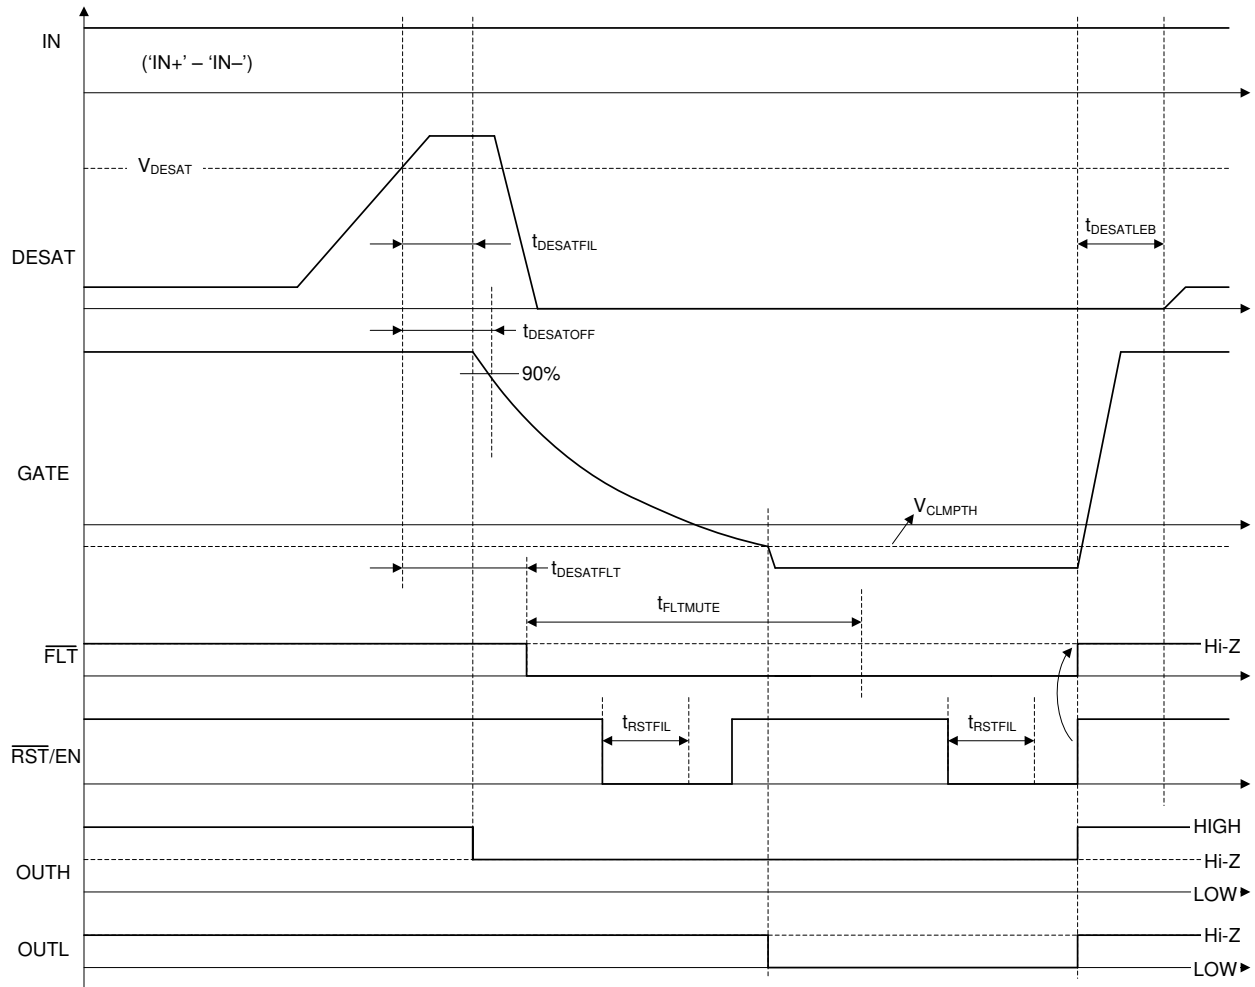 IN
(‘IN+’ – ‘IN–’)
VDESAT
DESAT
tDESATFIL
tDESATLEB
tDESATOFF
90%
GATE
VCLMPTH
tDESATFLT
tFLTMUTE
FLT
Hi-Z
RST/EN
tRSTFIL
tRSTFIL
OUTH
HIGH
Hi-Z
LOW
OUTL
Hi-Z
LOW